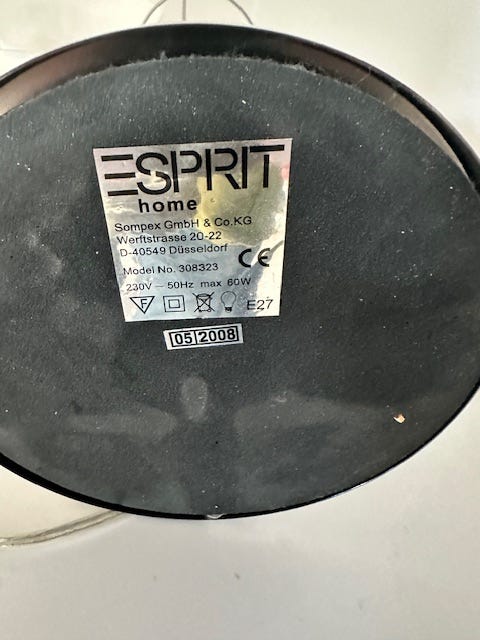 ESPRIT
home
Sompex GmbH & Co.KG
Werftstrasse 20-22
D-40549 Düsseldorf
CE
Model No. 308323
230V ~ 50Hz max 60W
F E27
05|2008